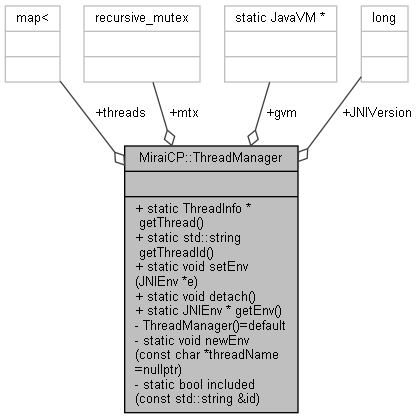 map<
recursive_mutex
static JavaVM *
long
+threads
+mtx
+gvm
+JNIVersion
MiraiCP::ThreadManager
+ static ThreadInfo *
getThread()
+ static std::string
getThreadId()
+ static void setEnv
(JNIEnv *e)
+ static void detach()
+ static JNIEnv * getEnv()
- ThreadManager()=default
- static void newEnv
(const char *threadName
=nullptr)
- static bool included
(const std::string &id)